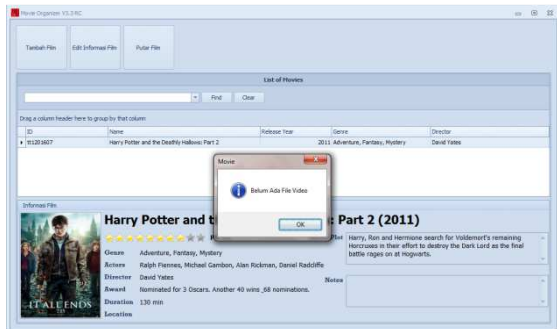 Movie Organizer V3.3 RC
Tambah Film
Edit Informasi Film
Putar Film
List of Movies
Find
Clear
Drag a column header here to group by that column
ID
Name
Release Year
Genre
Director
tt1201607
Harry Potter and the Deathly Hallows: Part 2
2011
Adventure, Fantasy, Mystery
David Yates
Movie
Belum Ada File Video
OK
Informasi Film
Harry Potter and t
: Part 2 (2011)
Plot
Harry, Ron and Hermione search for Voldemort's remaining
Horcruxes in their effort to destroy the Dark Lord as the final
battle rages on at Hogwarts.
Genre
Adventure, Fantasy, Mystery
Actors
Ralph Fiennes, Michael Gambon, Alan Rickman, Daniel Radcliffe
Director
David Yates
Notes
Award
Nominated for 3 Oscars. Another 40 wins ,68 nominations.
Duration
130 min
Location
IT ALL ENDS